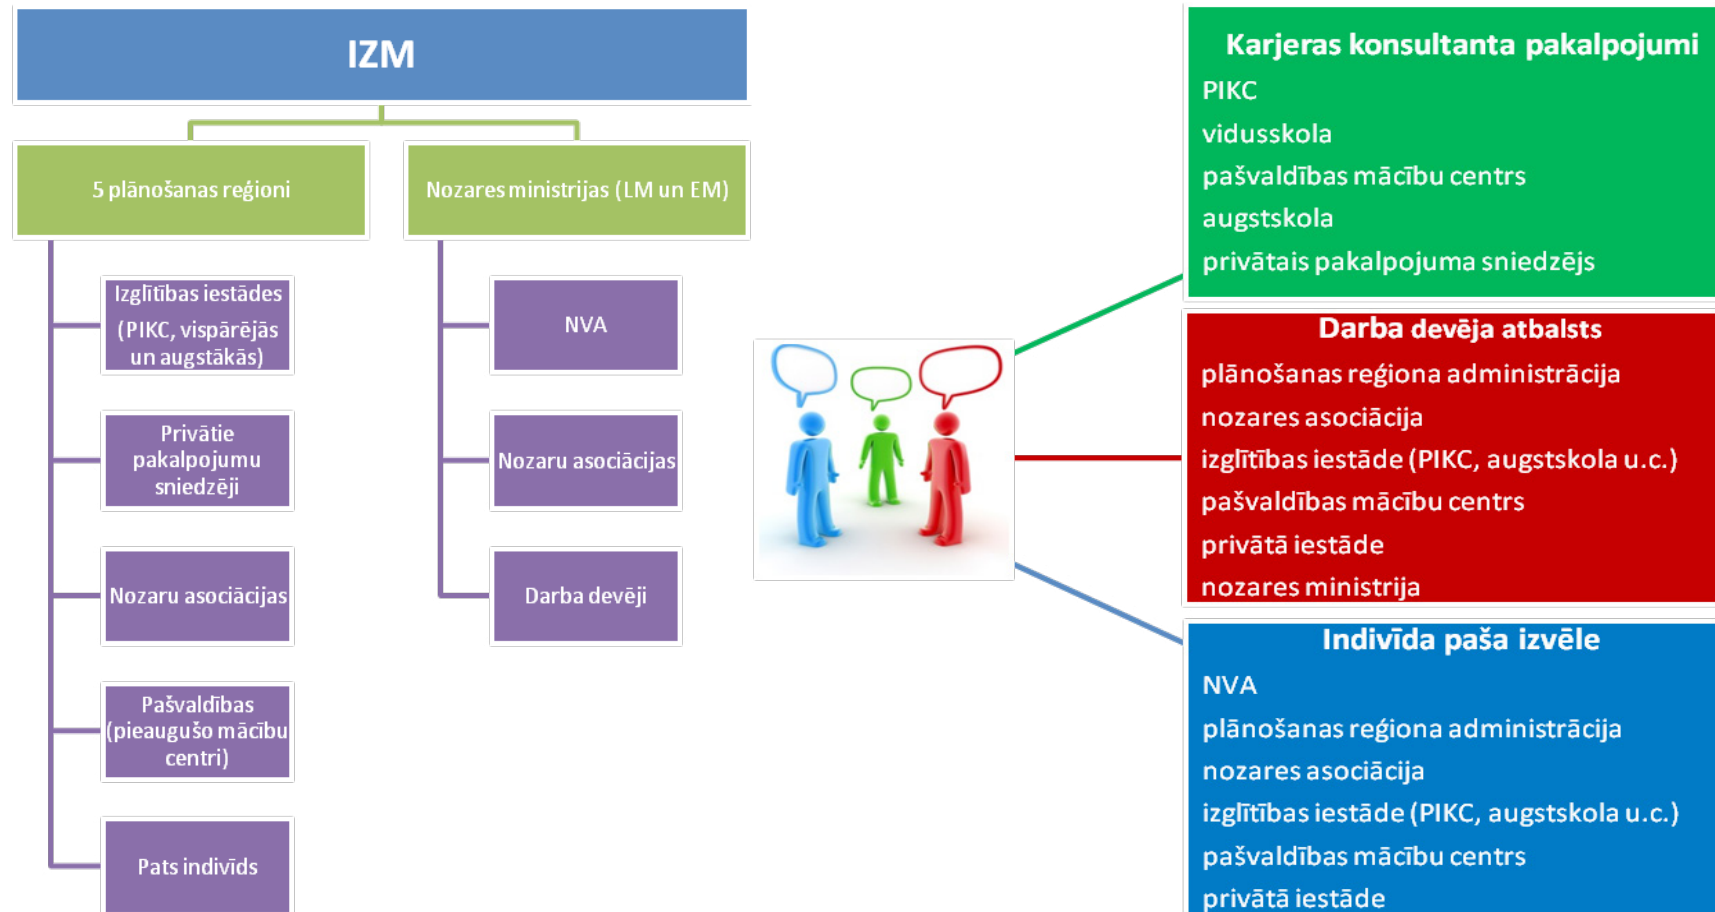 IZM
5 plānošanas reģioni
Nozares ministrijas (LM un EM)
Izglītības iestādes
(PIKC, vispārējās
un augstākās)
Privātie
pakalpojumu
sniedzēji
Nozaru asociācijas
Pašvaldības
(pieaugušo mācību
centri)
Pats indivīds
NVA
Nozaru asociācijas
Darba devēji
Karjeras konsultanta pakalpojumi
PIKC
vidusskola
pašvaldības mācību centrs
augstskola
privātais pakalpojuma sniedzējs
Darba devēja atbalsts
plānošanas reģiona administrācija
nozares asociācija
izglītības iestāde (PIKC, augstskola u.c.)
pašvaldības mācību centrs
privātā iestāde
nozares ministrija
Indivīda paša izvēle
NVA
plānošanas reģiona administrācija
nozares asociācija
izglītības iestāde (PIKC, augstskola u.c.)
pašvaldības mācību centrs
privātā iestāde